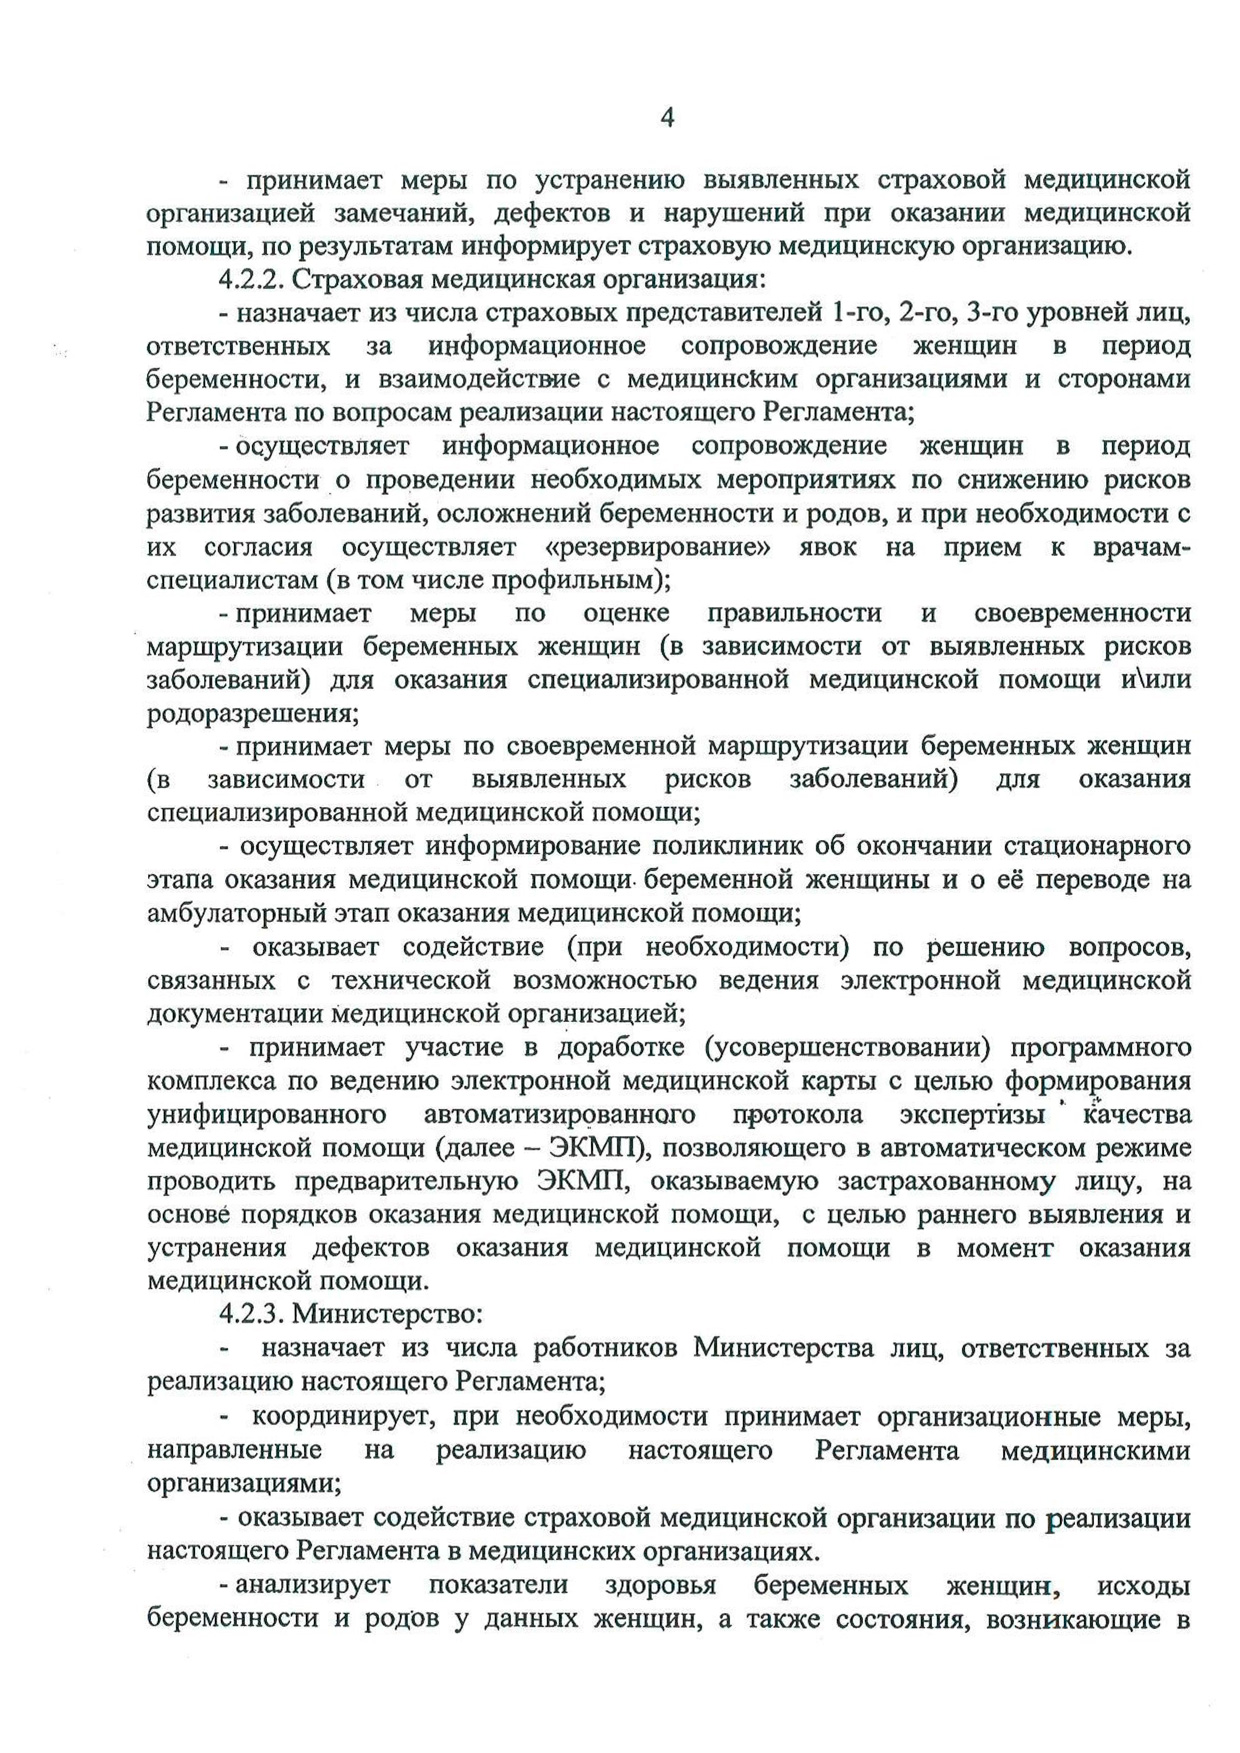 4
- принимает меры по устранению выявленных страховой медицинской
организацией замечаний, дефектов и нарушений при оказании медицинской
помощи, по результатам информирует страховую медицинскую организацию.
4.2.2. Страховая медицинская организация:
- назначает из числа страховых представителей 1-го, 2-го, 3-го уровней лиц,
ответственных за информационное сопровождение женщин в период
беременности, и взаимодействие с медицинским организациями и сторонами
Регламента по вопросам реализации настоящего Регламента;
- осуществляет информационное сопровождение женщин в период
беременности о проведении необходимых мероприятиях по снижению рисков
развития заболеваний, осложнений беременности и родов, и при необходимости с
их согласия осуществляет «резервирование» явок на прием к врачам-
специалистам (в том числе профильным);
- принимает меры по оценке правильности и своевременности
маршрутизации беременных женщин (в зависимости от выявленных рисков
заболеваний) для оказания специализированной медицинской помощи и\или
родоразрешения;
- принимает меры по своевременной маршрутизации беременных женщин
(в зависимости от выявленных рисков заболеваний) для оказания
специализированной медицинской помощи;
- осуществляет информирование поликлиник об окончании стационарного
этапа оказания медицинской помощи беременной женщины и о её переводе на
амбулаторный этап оказания медицинской помощи;
- оказывает содействие (при необходимости) по решению вопросов,
связанных с технической возможностью ведения электронной медицинской
документации медицинской организацией;
- принимает участие в доработке (усовершенствовании) программного
комплекса по ведению электронной медицинской карты с целью формирования
унифицированного автоматизированного протокола экспертизы качества
медицинской помощи (далее – ЭКМП), позволяющего в автоматическом режиме
проводить предварительную ЭКМП, оказываемую застрахованному лицу, на
основе порядков оказания медицинской помощи, с целью раннего выявления и
устранения дефектов оказания медицинской помощи в момент оказания
медицинской помощи.
4.2.3. Министерство:
- назначает из числа работников Министерства лиц, ответственных за
реализацию настоящего Регламента;
- координирует, при необходимости принимает организационные меры,
направленные на реализацию настоящего Регламента медицинскими
организациями;
- оказывает содействие страховой медицинской организации по реализации
настоящего Регламента в медицинских организациях.
- анализирует показатели здоровья беременных женщин, исходы
беременности и родов у данных женщин, а также состояния, возникающие в